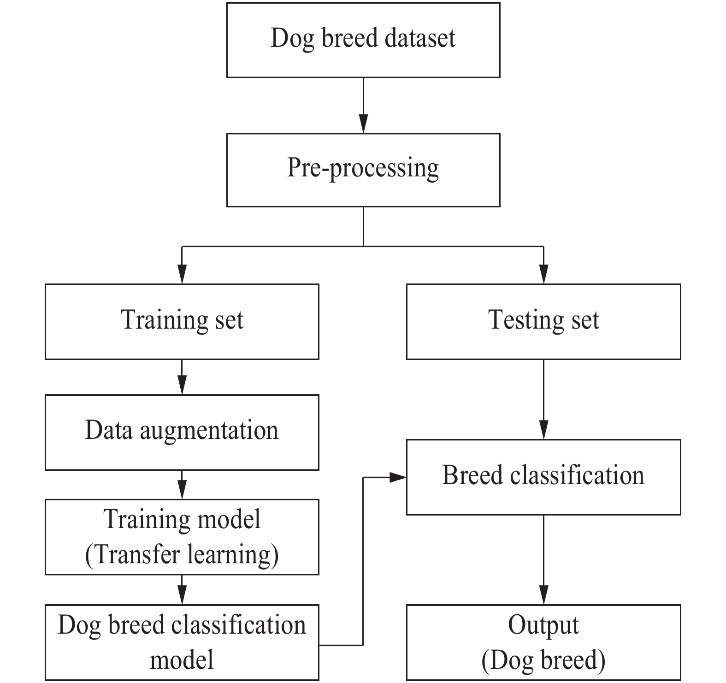 Dog breed dataset
Pre-processing
Training set
Testing set
Data augmentation
Breed classification
Training model
(Transfer learning)
Dog breed classification
model
Output
(Dog breed)